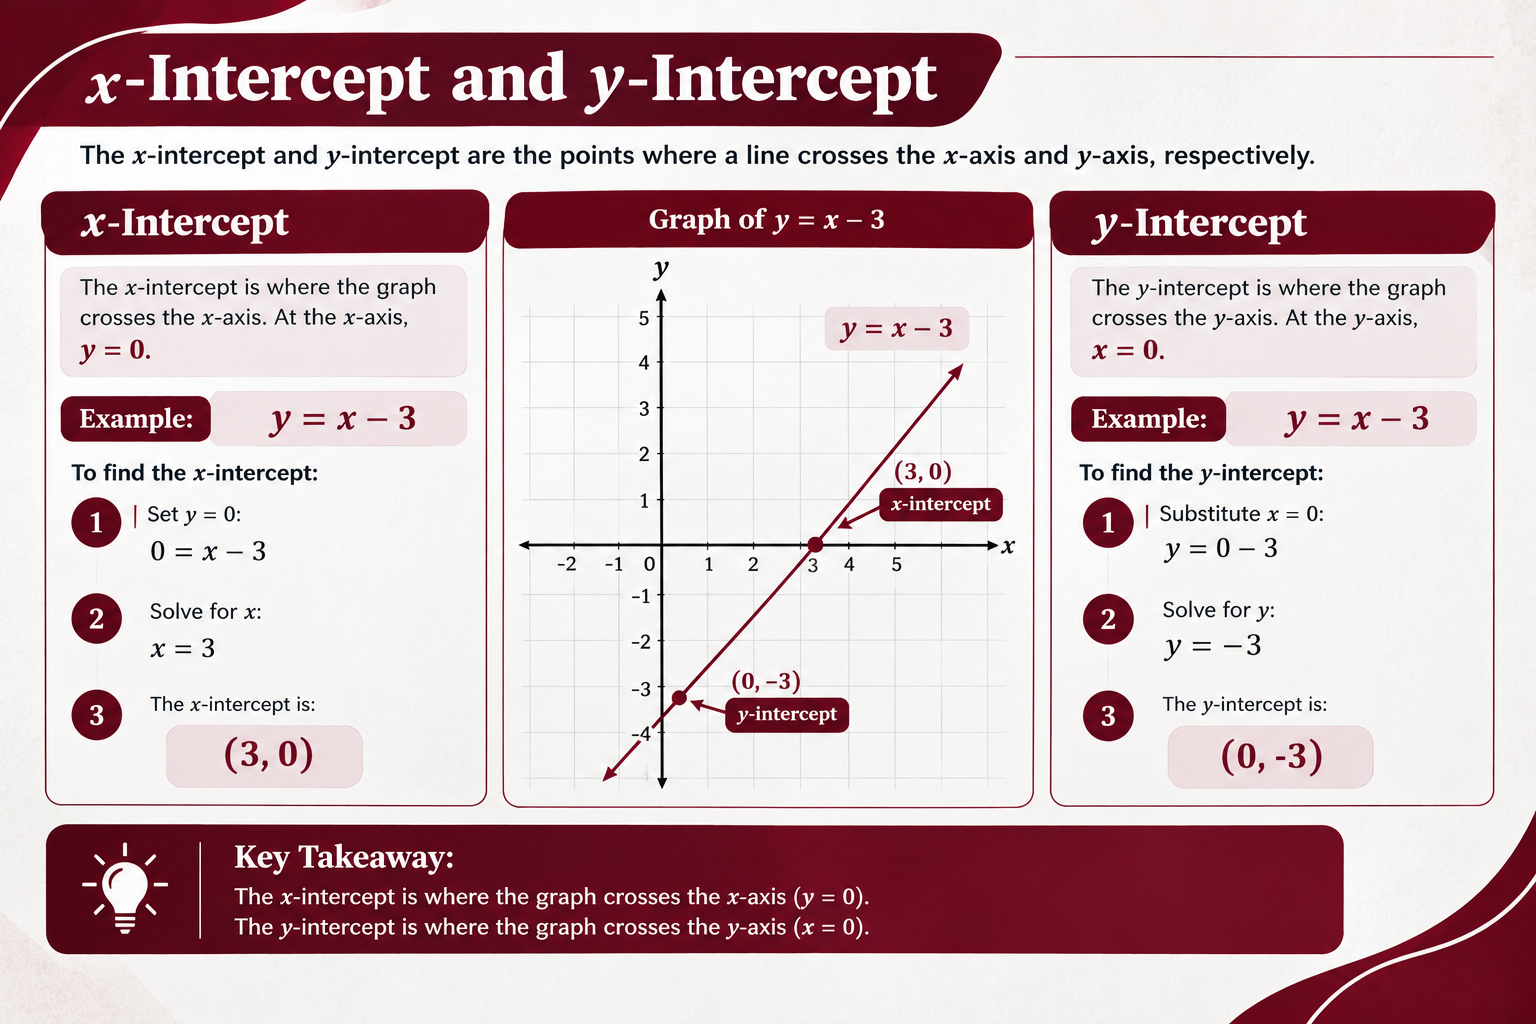 x-Intercept and y-Intercept
The x-intercept and y-intercept are the points where a line crosses the x-axis and y-axis, respectively.
x-Intercept
The x-intercept is where the graph
crosses the x-axis. At the x-axis,
y = 0.
Example:
y = x − 3
To find the x-intercept:
1
Set y = 0:
0 = x − 3
2
Solve for x:
x = 3
3
The x-intercept is:
(3, 0)
Graph of y = x − 3
y
y = x − 3
5
4
3
2
1
(3, 0)
x-intercept
x
-2 -1 0 1 2 3 4 5
−1
−2
−3
−4
(0, −3)
y-intercept
y-Intercept
The y-intercept is where the graph
crosses the y-axis. At the y-axis,
x = 0.
Example:
y = x − 3
To find the y-intercept:
1
Substitute x = 0:
y = 0 − 3
2
Solve for y:
y = −3
3
The y-intercept is:
(0, -3)
Key Takeaway:
The x-intercept is where the graph crosses the x-axis (y = 0).
The y-intercept is where the graph crosses the y-axis (x = 0).